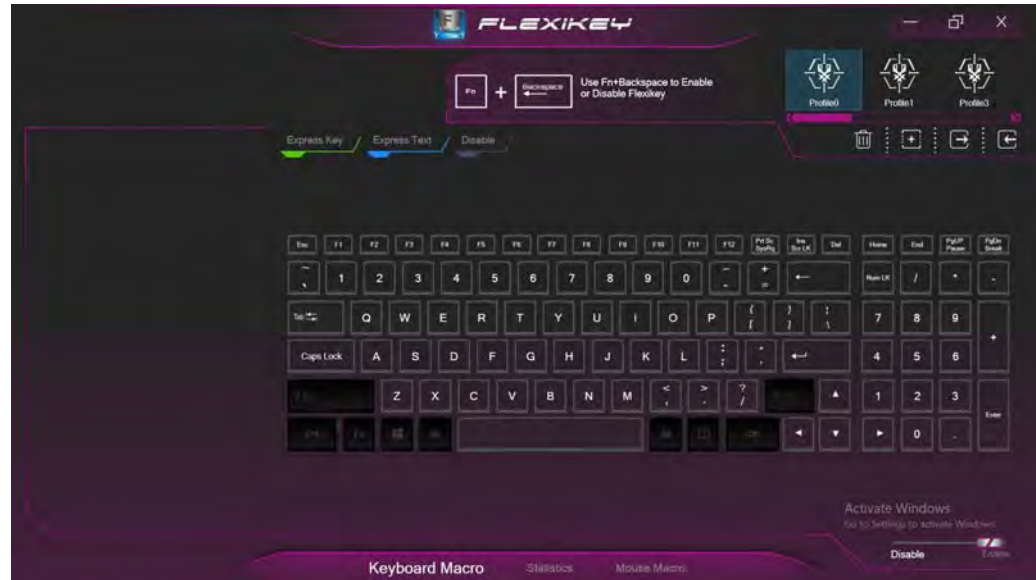 FLEXIKEY
Fn + Backspace
Use Fn+Backspace to Enable
or Disable Flexikey
Profile0 Profile1 Profile3
Express Key Express Text Disable
Esc F1 F2 F3 F4 F5 F6 F7 F8 F9 F10 F11 F12 Prt Sc Ins Del Home End PgUP PgDn
SysRq Scr LK Pause Break
~ 1 2 3 4 5 6 7 8 9 0 - + Num LK / * -
` - =
Tab Q W E R T Y U I O P { } | 7 8 9 +
[ ] \
Caps Lock A S D F G H J K L : 4 5 6
;
Z X C V B N M < > ? 1 2 3 Enter
, . /
0 .
Activate Windows
Go to Settings to activate Windows.
Disable Enable
Keyboard Macro Statistics Mouse Macro